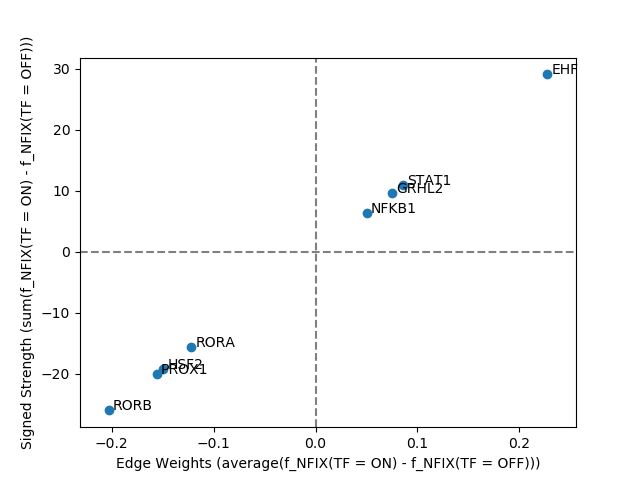 30
20
10
0
−10
−20
Signed Strength (sum(f_NFIX(TF = ON) - f_NFIX(TF = OFF)))
EHF
STAT1
GRHL2
NFKB1
RORA
HSF2
PROX1
RORB
−0.2
−0.1
0.0
0.1
0.2
Edge Weights (average(f_NFIX(TF = ON) - f_NFIX(TF = OFF)))